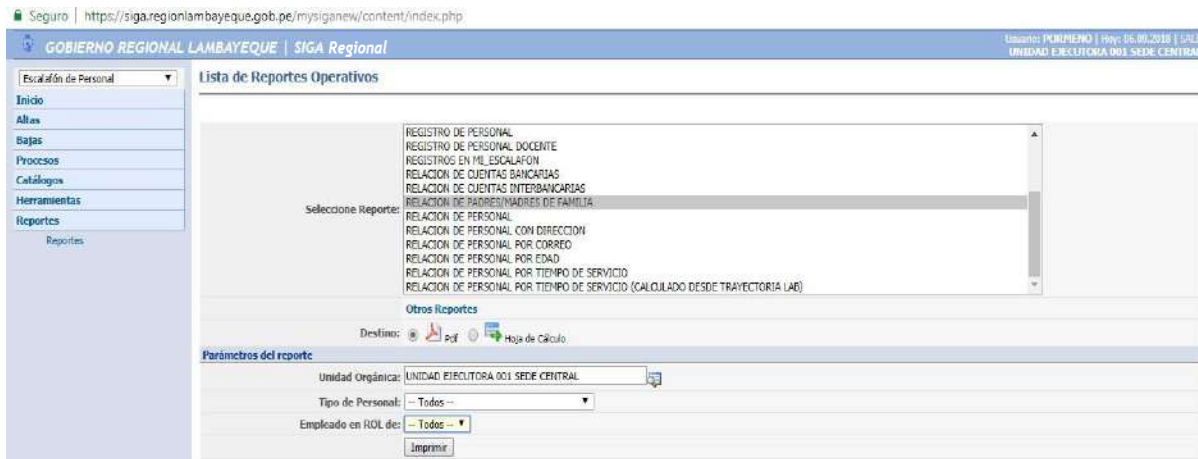 Seguro | https://siga.regionlambayeque.gob.pe/mysiganew/content/index.php
GOBIERNO REGIONAL LAMBAYEQUE | SIGA Regional
Usuario: PORMEÑO | Hoy: 06.09.2018 |
UNIDAD EJECUTORA 001 SEDE CENTRAL
Escalafón de Personal
Inicio
Altas
Bajas
Procesos
Catálogos
Herramientas
Reportes
Reportes
Lista de Reportes Operativos
Seleccione Reporte:
REGISTRO DE PERSONAL
REGISTRO DE PERSONAL DOCENTE
REGISTROS EN MI_ESCALAFON
RELACION DE CUENTAS BANCARIAS
RELACION DE CUENTAS INTERBANCARIAS
RELACION DE PADRES/MADRES DE FAMILIA
RELACION DE PERSONAL
RELACION DE PERSONAL CON DIRECCION
RELACION DE PERSONAL POR CORREO
RELACION DE PERSONAL POR EDAD
RELACION DE PERSONAL POR TIEMPO DE SERVICIO
RELACION DE PERSONAL POR TIEMPO DE SERVICIO (CALCULADO DESDE TRAYECTORIA LAB)
Otros Reportes
Destino: Pdf Hoja de Cálculo
Parámetros del reporte
Unidad Orgánica: UNIDAD EJECUTORA 001 SEDE CENTRAL
Tipo de Personal: -- Todos --
Empleado en ROL de: -- Todos --
Imprimir